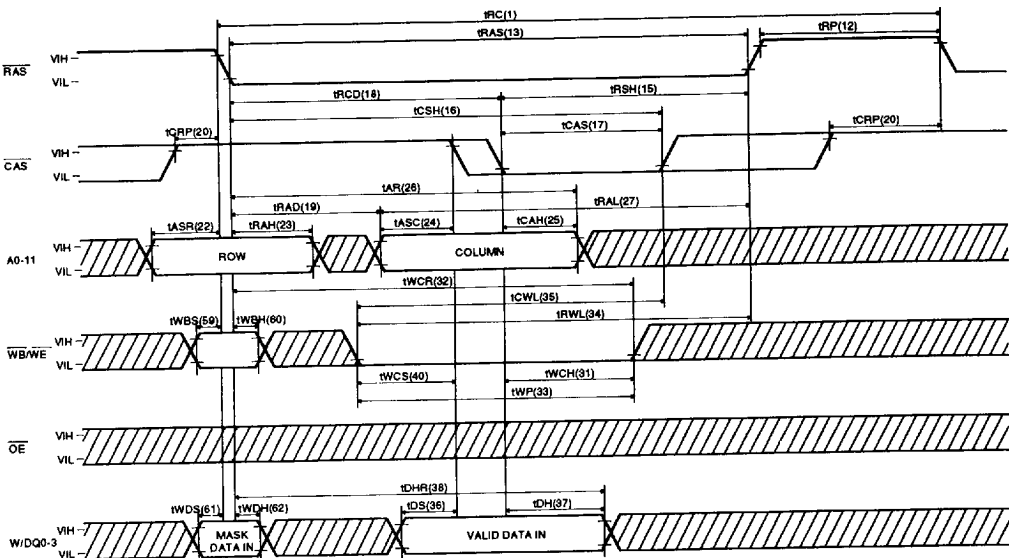 tRC(1)
tRAS(13)
tRP(12)
RAS
VIH
VIL
tRCD(18)
tRSH(15)
tCSH(16)
tCRP(20)
tCAS(17)
tCRP(20)
CAS
VIH
VIL
tAR(26)
tRAD(19)
tRAL(27)
tASR(22)
tRAH(23)
tASC(24)
tCAH(25)
A0-11
VIH
VIL
ROW
COLUMN
tWCR(32)
tCWL(35)
tRWL(34)
tWBS(59)
tWBH(60)
WB/WE
VIH
VIL
tWCS(40)
tWCH(31)
tWP(33)
OE
VIH
VIL
tDHR(38)
tWDS(61)
tWDH(62)
tDS(36)
tDH(37)
W/DQ0-3
VIH
VIL
MASK
DATA IN
VALID DATA IN